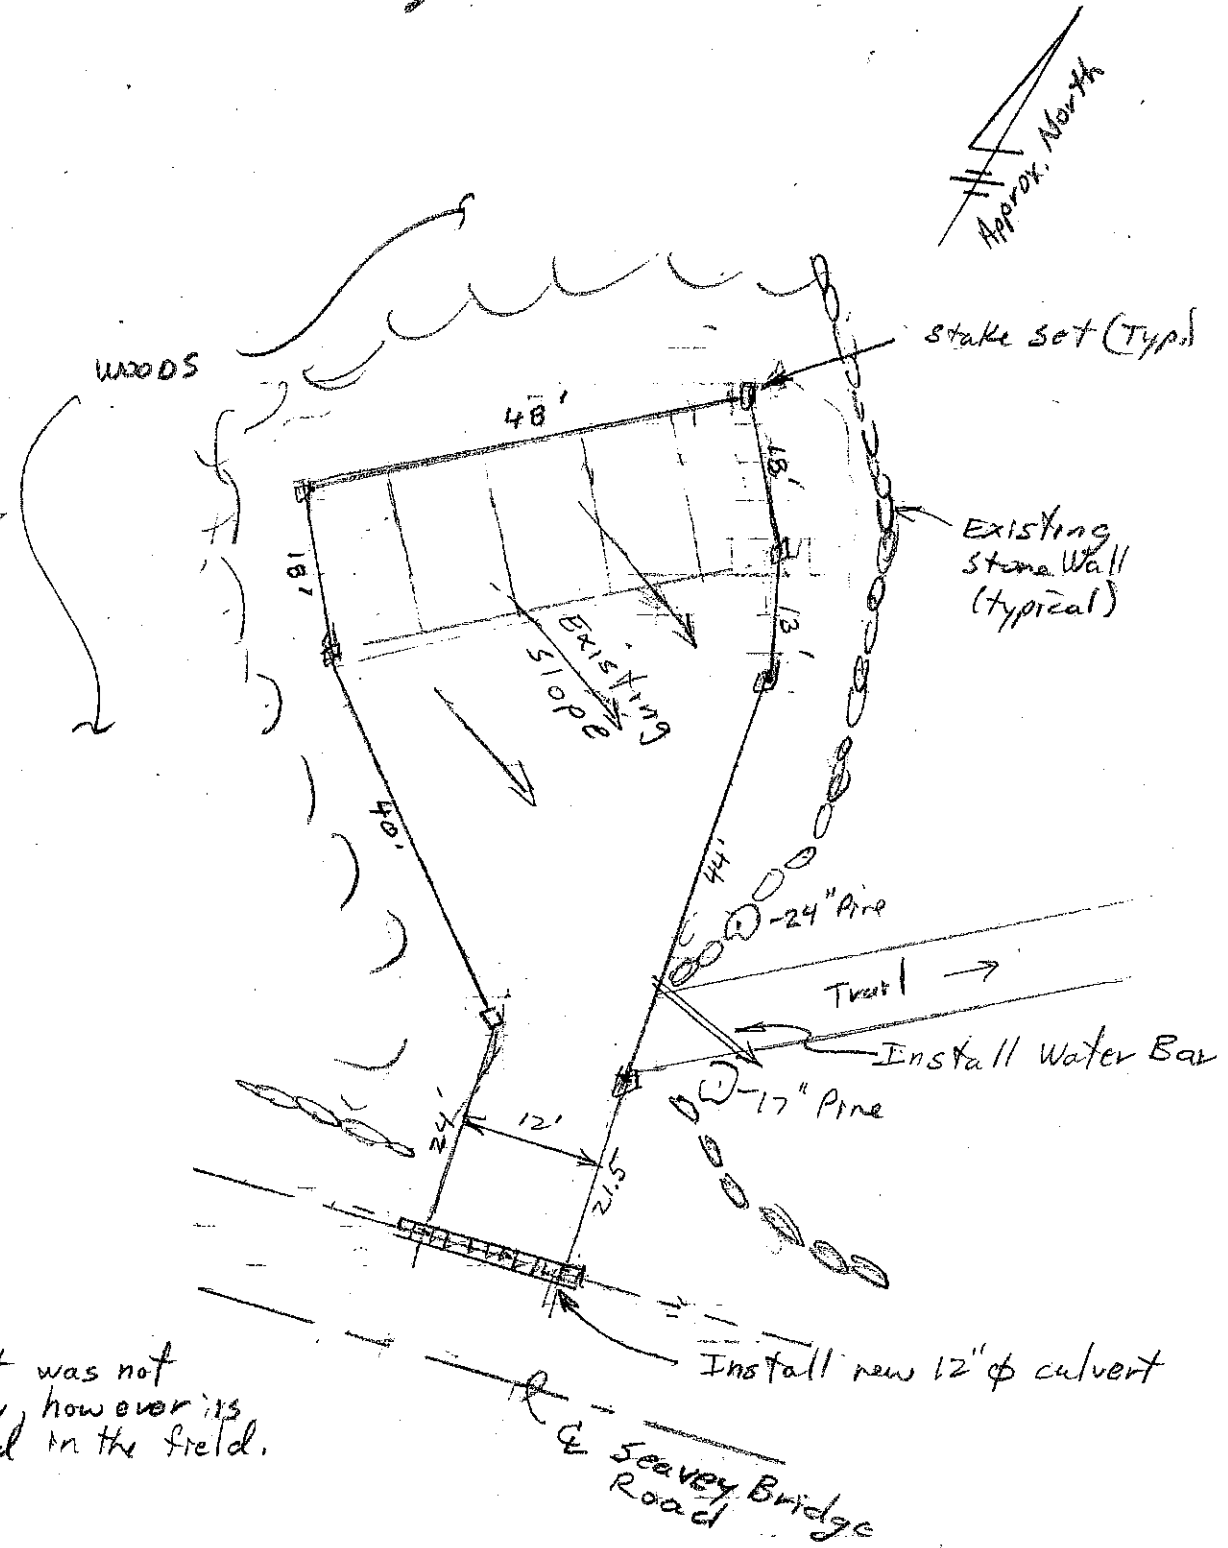 Approx. North
WOODS
Stake set (Typ.)
48'
18'
18'
Existing
Stone Wall
(typical)
13'
Existing
Slope
40'
44'
24" Pine
Trail
Install Water Bar
17" Pine
24'
12'
21.5
Install new 12" ϕ culvert
was not
however its
in the field.
℄ Seavey Bridge
Road